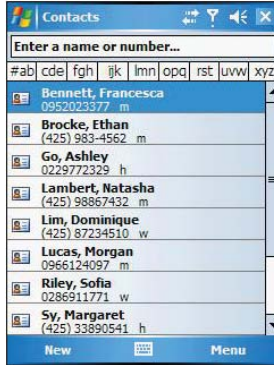 Contacts
Enter a name or number...
#ab cde fgh ijk lmn opq rst uvw xyz
Bennett, Francesca
0952023377 m
Brocke, Ethan
(425) 983-4562 m
Go, Ashley
0229772329 h
Lambert, Natasha
(425) 98867432 m
Lim, Dominique
(425) 87234510 w
Lucas, Morgan
0966124097 m
Riley, Sofia
0286911771 w
Sy, Margaret
(425) 33890541 h
New Menu